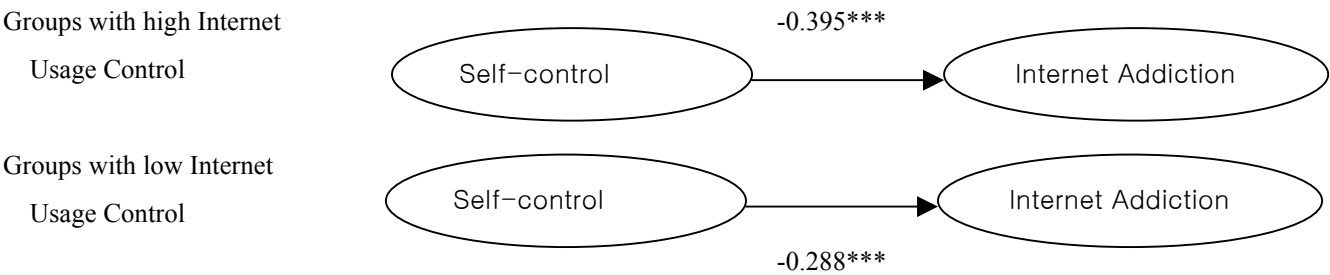 Groups with high Internet
Usage Control
-0.395***
Self-control
Internet Addiction
Groups with low Internet
Usage Control
Self-control
Internet Addiction
-0.288***